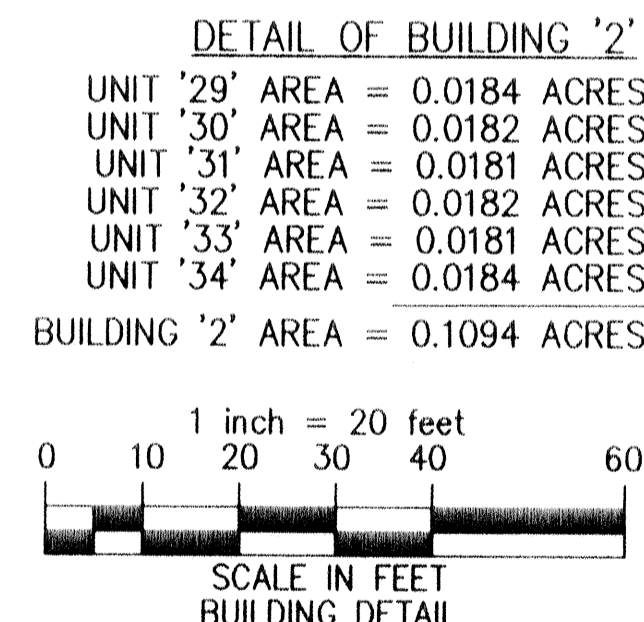 DETAIL OF BUILDING '2'
UNIT '29' AREA = 0.0184 ACRES
UNIT '30' AREA = 0.0182 ACRES
UNIT '31' AREA = 0.0181 ACRES
UNIT '32' AREA = 0.0182 ACRES
UNIT '33' AREA = 0.0181 ACRES
UNIT '34' AREA = 0.0184 ACRES
BUILDING '2' AREA = 0.1094 ACRES
1 inch = 20 feet
0 10 20 30 40 60
SCALE IN FEET
BUILDING DETAIL